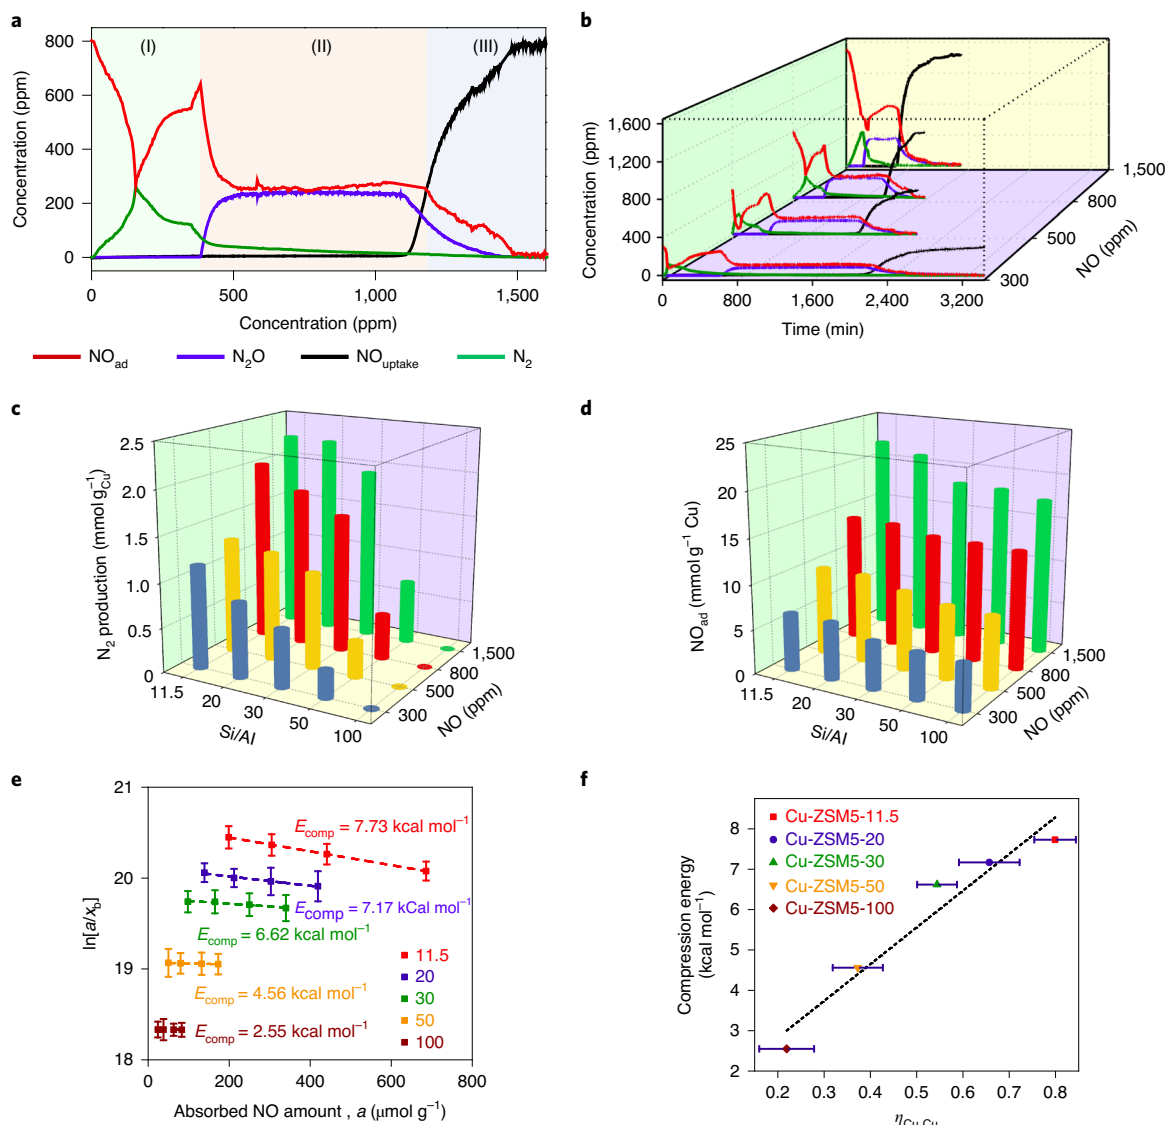 a
(I)
(II)
(III)
800
600
400
200
0
Concentration (ppm)
0
500
1,000
1,500
Concentration (ppm)
NOad
N2O
NOuptake
N2
b
1,600
1,200
800
400
0
Concentration (ppm)
0
800
1,600
2,400
3,200
Time (min)
300
500
800
1,500
NO (ppm)
c
2.5
2.0
1.5
1.0
0.5
0
N2 production (mmol g−1Cu)
11.5
20
30
50
100
Si/Al
300
500
800
1,500
NO (ppm)
d
25
20
15
10
5
0
NOad (mmol g−1 Cu)
11.5
20
30
50
100
Si/Al
300
500
800
1,500
NO (ppm)
e
21
20
19
18
ln[a/xb]
Ecomp = 7.73 kcal mol−1
Ecomp = 7.17 kCal mol−1
Ecomp = 6.62 kcal mol−1
Ecomp = 4.56 kcal mol−1
Ecomp = 2.55 kcal mol−1
11.5
20
30
50
100
0
200
400
600
800
Absorbed NO amount , a (μmol g−1)
f
8
7
6
5
4
3
2
Compression energy
(kcal mol−1)
Cu-ZSM5-11.5
Cu-ZSM5-20
Cu-ZSM5-30
Cu-ZSM5-50
Cu-ZSM5-100
0.2
0.3
0.4
0.5
0.6
0.7
0.8
ηCu,Cu